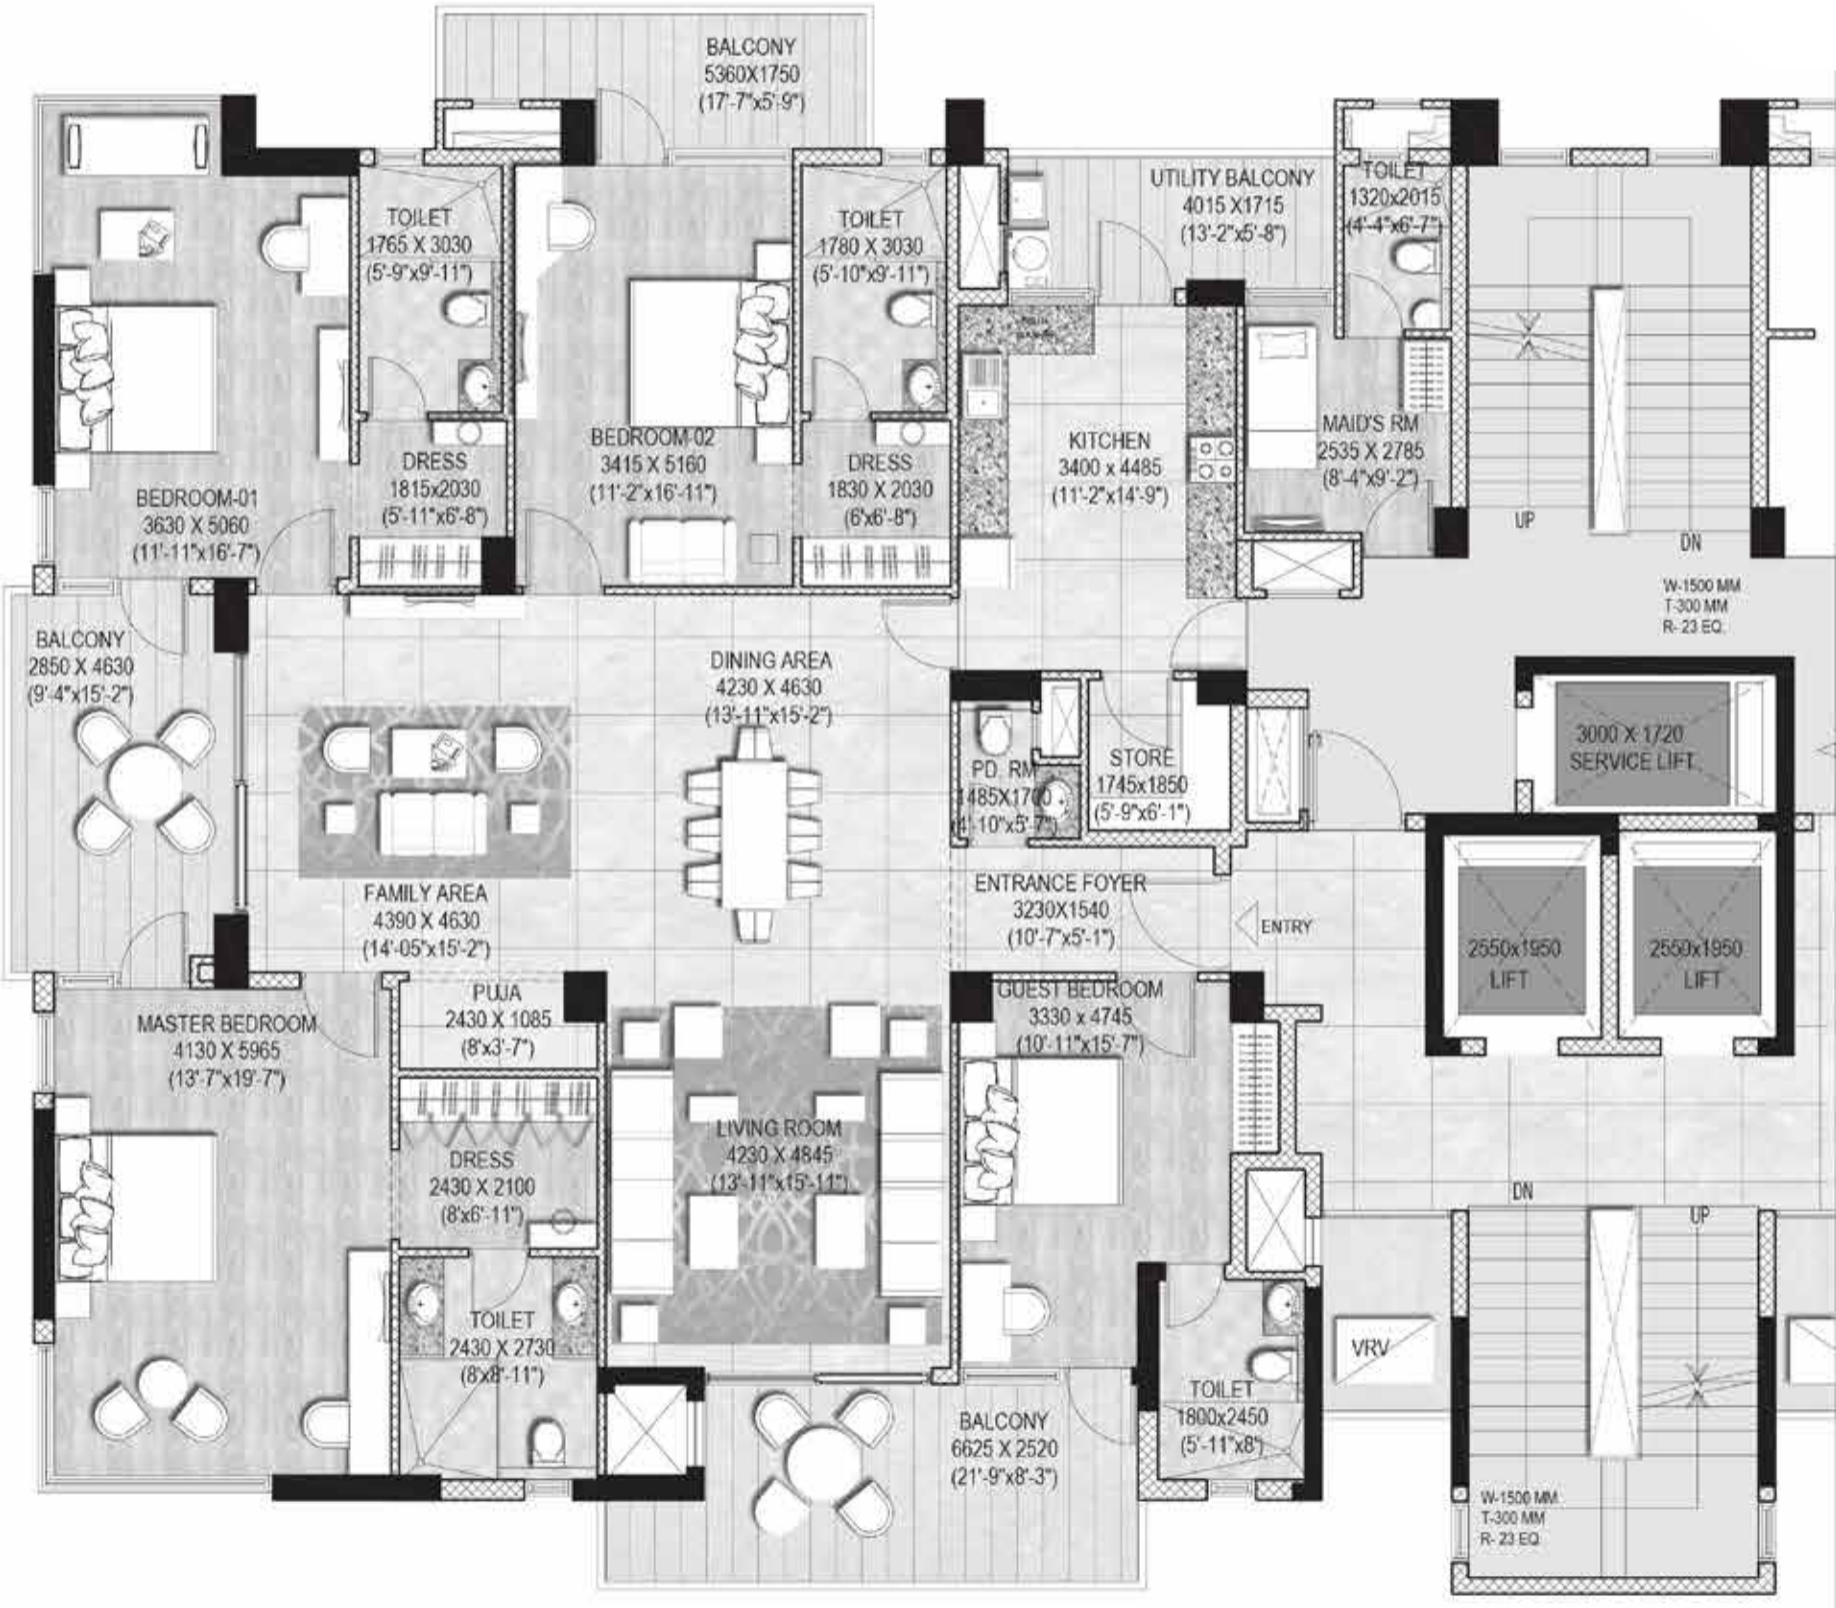 BALCONY
5360X1750
(17'-7"x5'-9")
TOILET
1765 X 3030
(5'-9"x9'-11")
TOILET
1780 X 3030
(5'-10"x9'-11")
UTILITY BALCONY
4015 X1715
(13'-2"x5'-8")
TOILET
1320x2015
(4'-4"x6'-7")
BEDROOM-01
3630 X 5060
(11'-11"x16'-7")
DRESS
1815x2030
(5'-11"x6'-8")
BEDROOM-02
3415 X 5160
(11'-2"x16'-11")
DRESS
1830 X 2030
(6'x6'-8")
KITCHEN
3400 x 4485
(11'-2"x14'-9")
MAID'S RM
2535 X 2785
(8'-4"x9'-2")
UP
DN
W-1500 MM
T-300 MM
R- 23 EQ.
BALCONY
2850 X 4630
(9'-4"x15'-2")
DINING AREA
4230 X 4630
(13'-11"x15'-2")
PD. RM
1485X1700
(4'-10"x5'-7")
STORE
1745x1850
(5'-9"x6'-1")
3000 X 1720
SERVICE LIFT
FAMILY AREA
4390 X 4630
(14'-05"x15'-2")
ENTRANCE FOYER
3230X1540
(10'-7"x5'-1")
ENTRY
2550x1950
LIFT
2550x1950
LIFT
MASTER BEDROOM
4130 X 5965
(13'-7"x19'-7")
PUJA
2430 X 1085
(8'x3'-7")
GUEST BEDROOM
3330 x 4745
(10'-11"x15'-7")
LIVING ROOM
4230 X 4845
(13'-11"x15'-11")
DRESS
2430 X 2100
(8'x6'-11")
DN
UP
TOILET
2430 X 2730
(8'x8'-11")
VRV
TOILET
1800x2450
(5'-11"x8')
BALCONY
6625 X 2520
(21'-9"x8'-3")
W-1500 MM
T-300 MM
R- 23 EQ